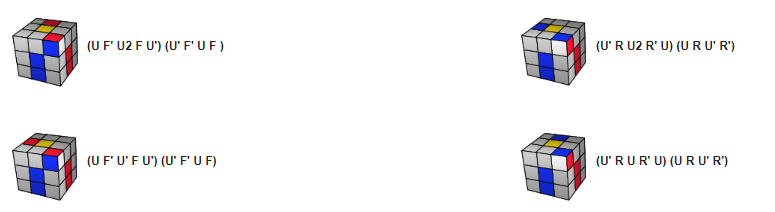 (U F' U2 F U') (U' F' U F )
(U' R U2 R' U) (U R U' R')
(U F' U' F U') (U' F' U F)
(U' R U R' U) (U R U' R')